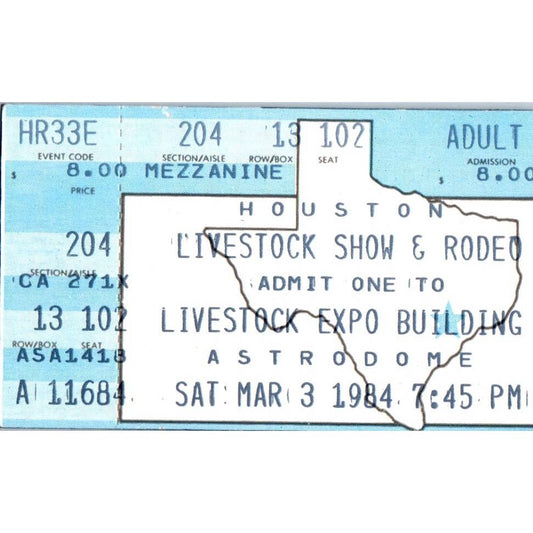 HR33E 204 13 102 ADULT
EVENT CODE SECTION/AISLE ROW/BOX SEAT ADMISSION
$ 8.00 MEZZANINE $ 8.00
PRICE
HOUSTON
204 LIVESTOCK SHOW & RODEO
SECTION/AISLE
CA 271X ADMIT ONE TO
13 102 LIVESTOCK EXPO BUILDING
ROW/BOX SEAT
ASA1418 ASTRODOME
A 11684 SAT MAR 3 1984 7:45 PM